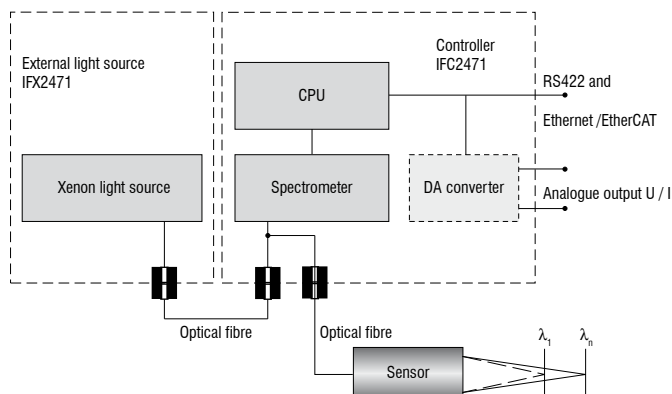 External light source
IFX2471
Controller
IFC2471
CPU
RS422 and
Ethernet /EtherCAT
Xenon light source
Spectrometer
DA converter
Analogue output U / I
Optical fibre
Optical fibre
λ1
λn
Sensor